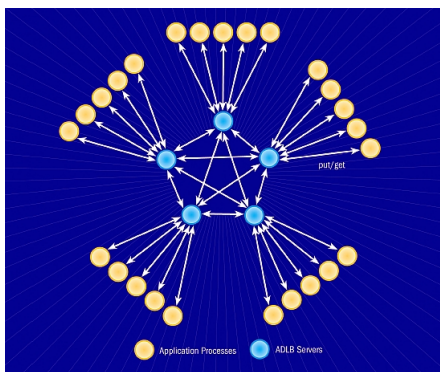 put/get
Application Processes
ADLB Servers